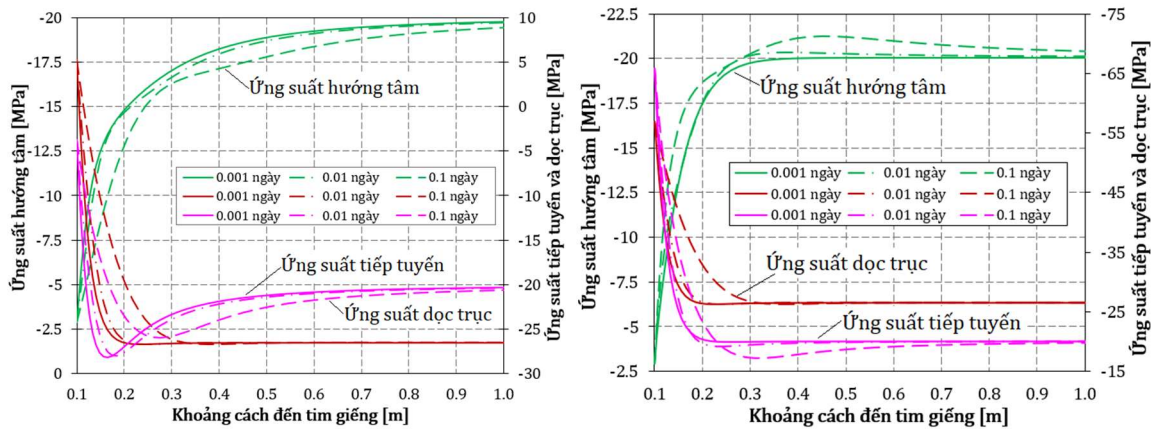 -20
-17.5
-15
-12.5
-10
-7.5
-5
-2.5
0
Ứng suất hướng tâm [MPa]
10
5
0
-5
-10
-15
-20
-25
-30
Ứng suất tiếp tuyến và dọc trục [MPa]
Ứng suất hướng tâm
0.001 ngày 0.01 ngày 0.1 ngày
0.001 ngày 0.01 ngày 0.1 ngày
0.001 ngày 0.01 ngày 0.1 ngày
Ứng suất tiếp tuyến
Ứng suất dọc trục
0.1 0.2 0.3 0.4 0.5 0.6 0.7 0.8 0.9 1.0
Khoảng cách đến tim giếng [m]
-22.5
-20
-17.5
-15
-12.5
-10
-7.5
-5
-2.5
Ứng suất hướng tâm [MPa]
-75
-65
-55
-45
-35
-25
-15
Ứng suất tiếp tuyến và dọc trục [MPa]
Ứng suất hướng tâm
0.001 ngày 0.01 ngày 0.1 ngày
0.001 ngày 0.01 ngày 0.1 ngày
0.001 ngày 0.01 ngày 0.1 ngày
Ứng suất dọc trục
Ứng suất tiếp tuyến
0.1 0.2 0.3 0.4 0.5 0.6 0.7 0.8 0.9 1.0
Khoảng cách đến tim giếng [m]